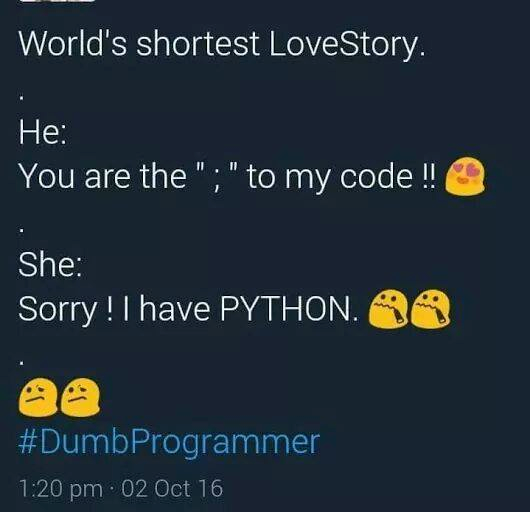 World's shortest LoveStory.
.
He:
You are the " ; " to my code !! 😍
.
She:
Sorry ! I have PYTHON. 😢😢
.
😕😕
#DumbProgrammer
1:20 pm · 02 Oct 16